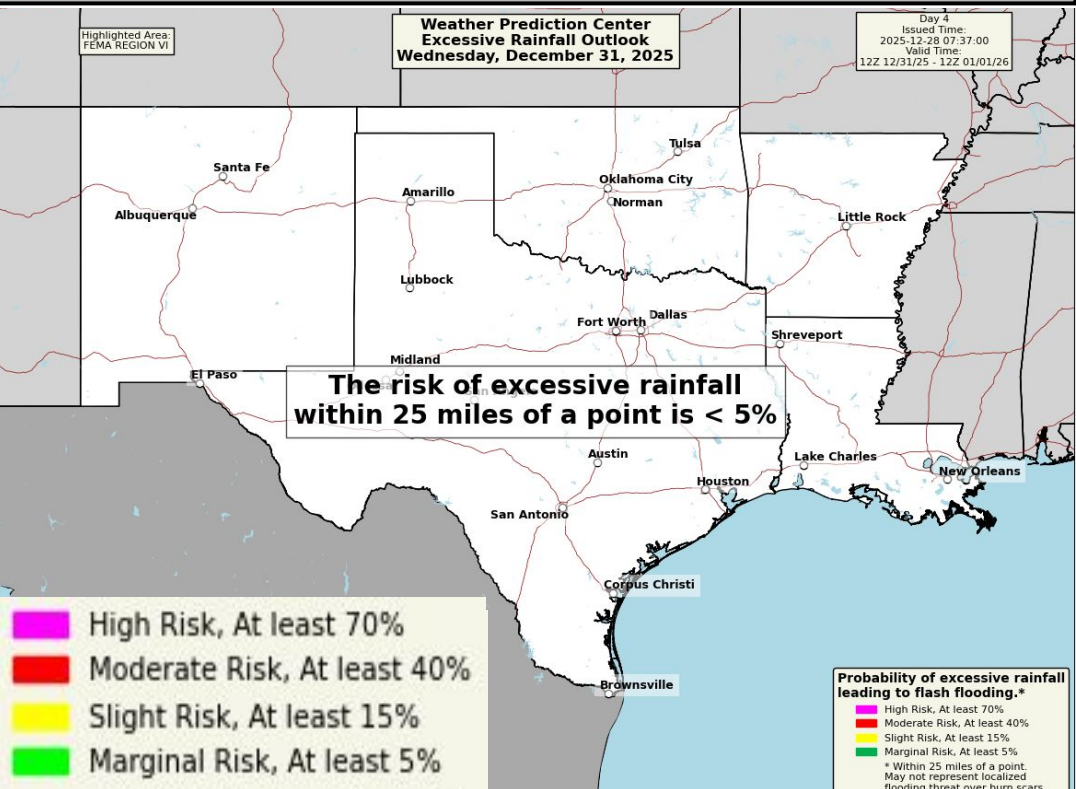 Highlighted Area:
FEMA REGION VI
Weather Prediction Center
Excessive Rainfall Outlook
Wednesday, December 31, 2025
Day 4
Issued Time:
2025-12-28 07:37:00
Valid Time:
12Z 12/31/25 - 12Z 01/01/26
Tulsa
Santa Fe
Oklahoma City
Amarillo
Norman
Albuquerque
Little Rock
Lubbock
Dallas
Fort Worth
Shreveport
Midland
El Paso
The risk of excessive rainfall
within 25 miles of a point is < 5%
Austin
Lake Charles
New Orleans
Houston
San Antonio
Corpus Christi
Brownsville
High Risk, At least 70%
Moderate Risk, At least 40%
Slight Risk, At least 15%
Marginal Risk, At least 5%
Probability of excessive rainfall
leading to flash flooding.*
High Risk, At least 70%
Moderate Risk, At least 40%
Slight Risk, At least 15%
Marginal Risk, At least 5%
* Within 25 miles of a point.
May not represent localized
flooding threat over burn scars